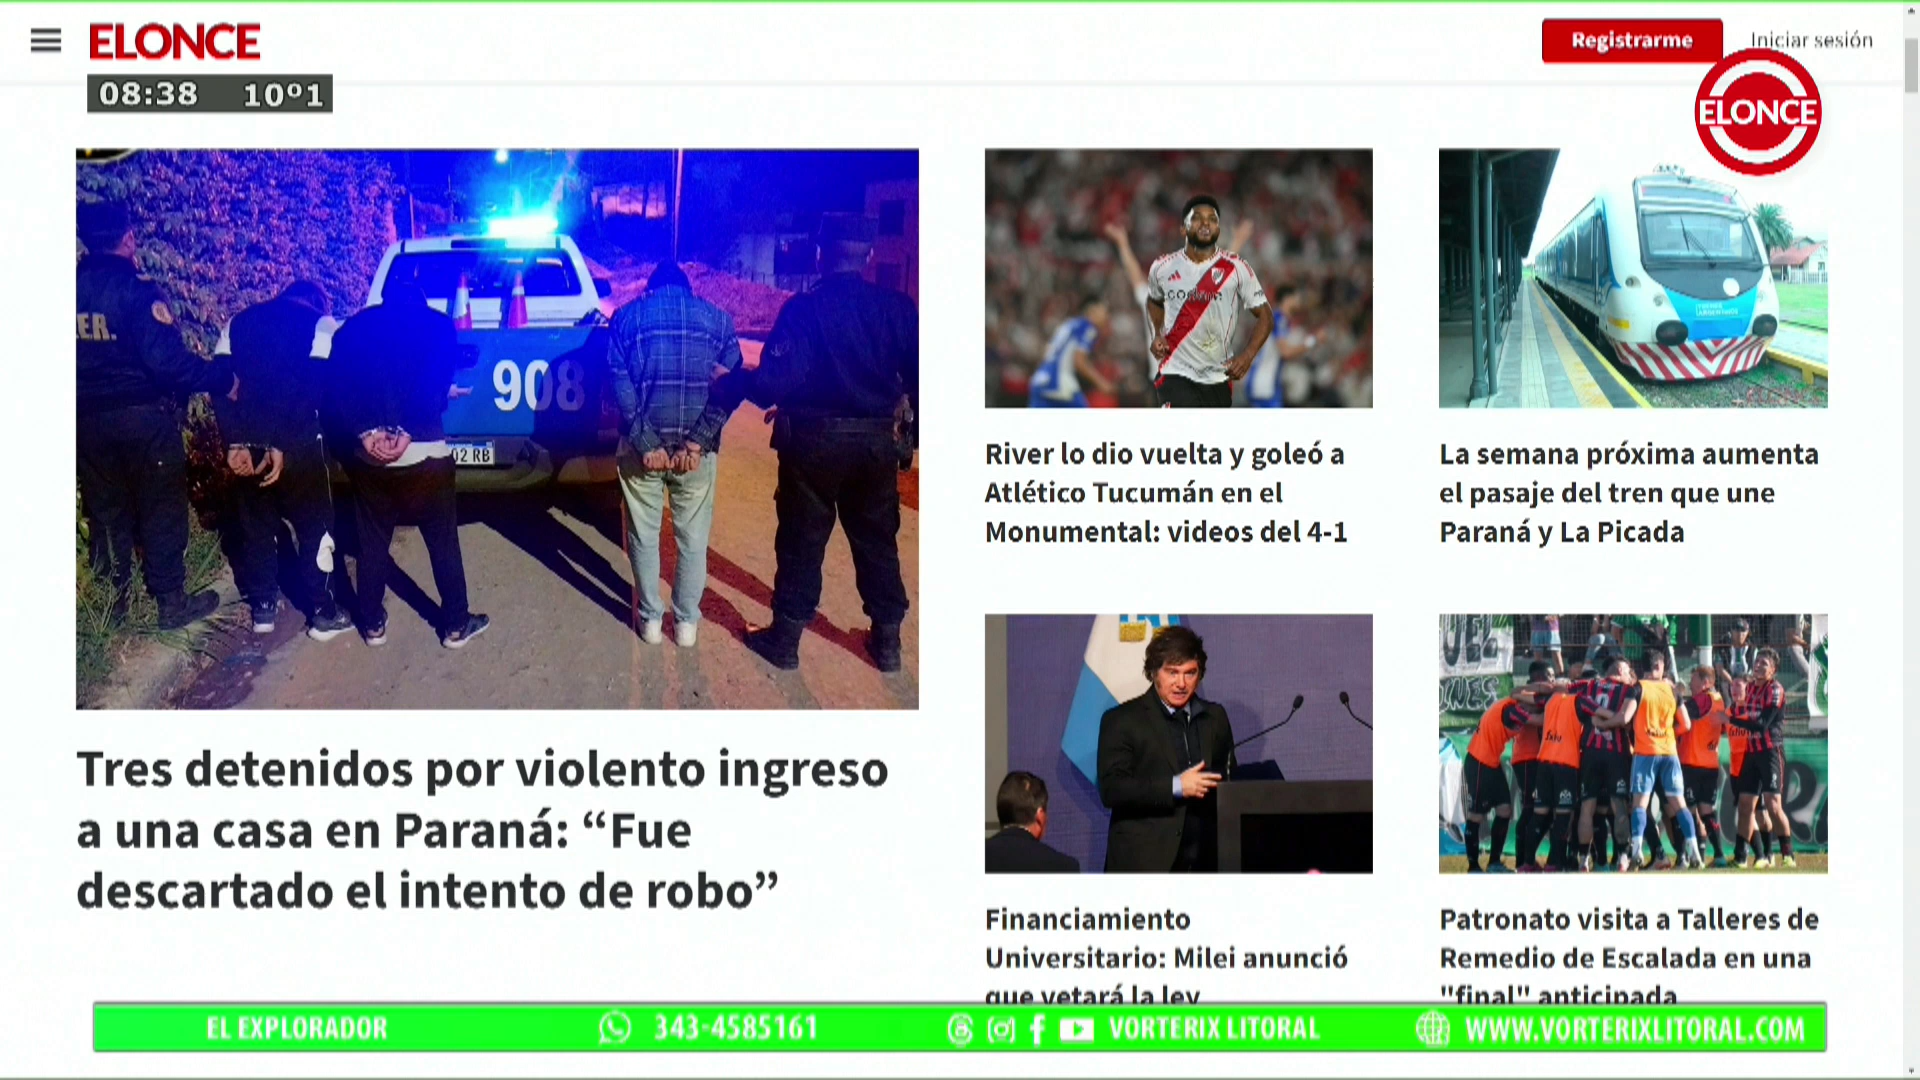 ELONCE
Registrarme
Iniciar sesión
08:38 10º1
ELONCE
ER.
908
02 RB
River lo dio vuelta y goleó a
Atlético Tucumán en el
Monumental: videos del 4-1
La semana próxima aumenta
el pasaje del tren que une
Paraná y La Picada
Tres detenidos por violento ingreso
a una casa en Paraná: “Fue
descartado el intento de robo”
Financiamiento
Universitario: Milei anunció
que vetará la ley
Patronato visita a Talleres de
Remedio de Escalada en una
"final" anticipada
EL EXPLORADOR
343-4585161
VORTERIX LITORAL
WWW.VORTERIXLITORAL.COM